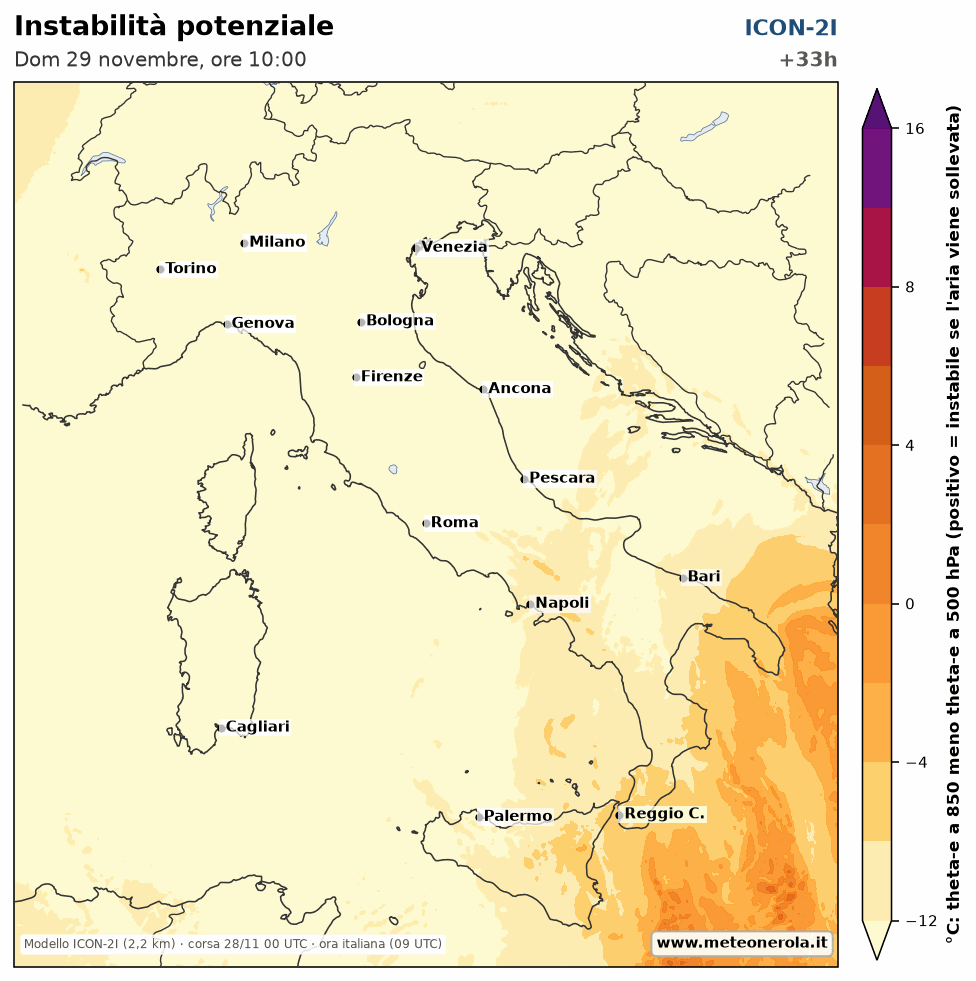 Instabilità potenziale
ICON-2I
Dom 29 novembre, ore 10:00
+33h
Milano
Venezia
Torino
Genova
Bologna
Firenze
Ancona
Pescara
Roma
Bari
Napoli
Cagliari
Palermo
Reggio C.
Modello ICON-2I (2,2 km) · corsa 28/11 00 UTC · ora italiana (09 UTC)
www.meteonerola.it
16
8
4
0
−4
−12
°C: theta-e a 850 meno theta-e a 500 hPa (positivo = instabile se l'aria viene sollevata)